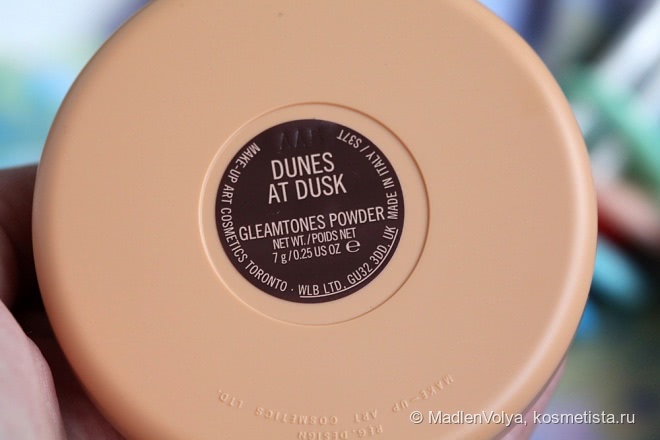 DUNES
AT DUSK
GLEAMTONES POWDER
NET WT./POIDS NET
7 g/0.25 US OZ ℮
MAKE-UP ART COSMETICS TORONTO · WLB LTD, GU32 3DD, UK MADE IN ITALY / S37T
MAKE-UP ART COSMETICS LTD.
REG. DESIGN
© MadlenVolya, kosmetista.ru